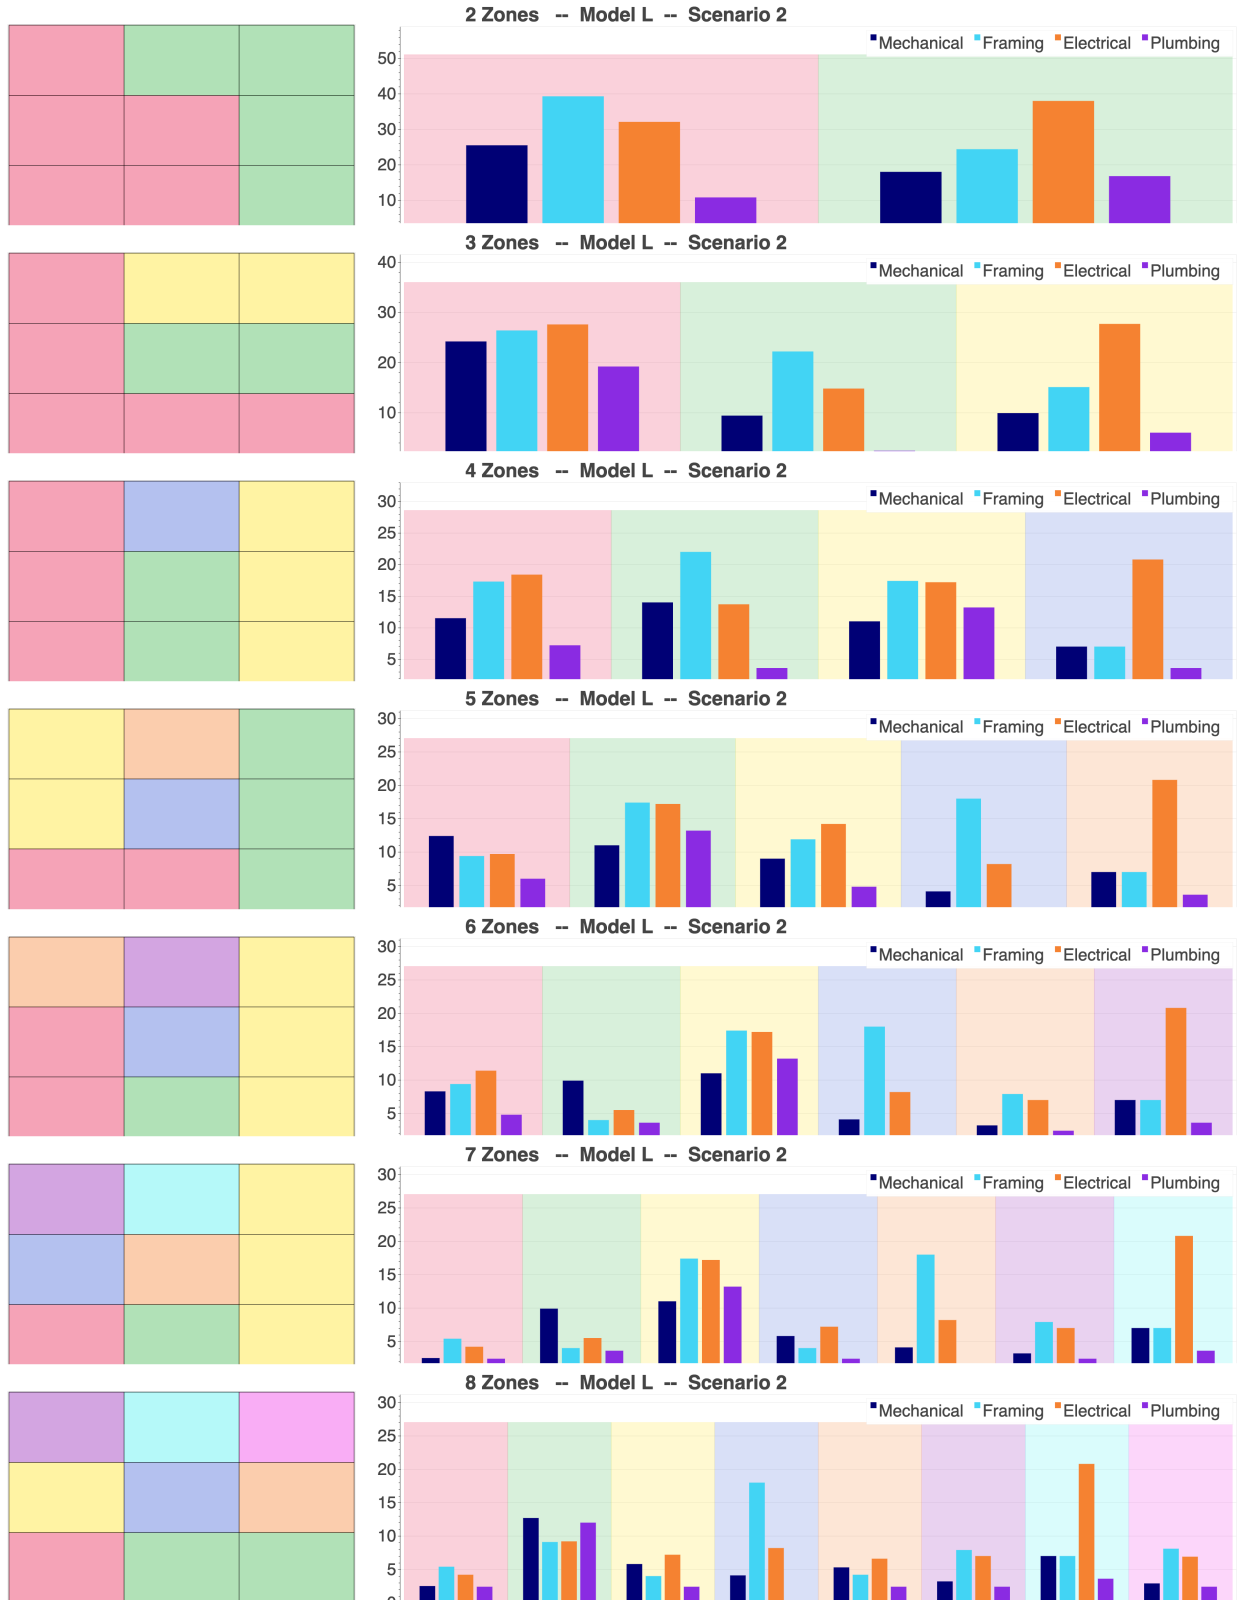 2 Zones -- Model L -- Scenario 2
Mechanical Framing Electrical Plumbing
50
40
30
20
10
3 Zones -- Model L -- Scenario 2
40
Mechanical Framing Electrical Plumbing
30
20
10
4 Zones -- Model L -- Scenario 2
30
Mechanical Framing Electrical Plumbing
25
20
15
10
5
5 Zones -- Model L -- Scenario 2
30
Mechanical Framing Electrical Plumbing
25
20
15
10
5
6 Zones -- Model L -- Scenario 2
30
Mechanical Framing Electrical Plumbing
25
20
15
10
5
7 Zones -- Model L -- Scenario 2
30
Mechanical Framing Electrical Plumbing
25
20
15
10
5
8 Zones -- Model L -- Scenario 2
30
Mechanical Framing Electrical Plumbing
25
20
15
10
5